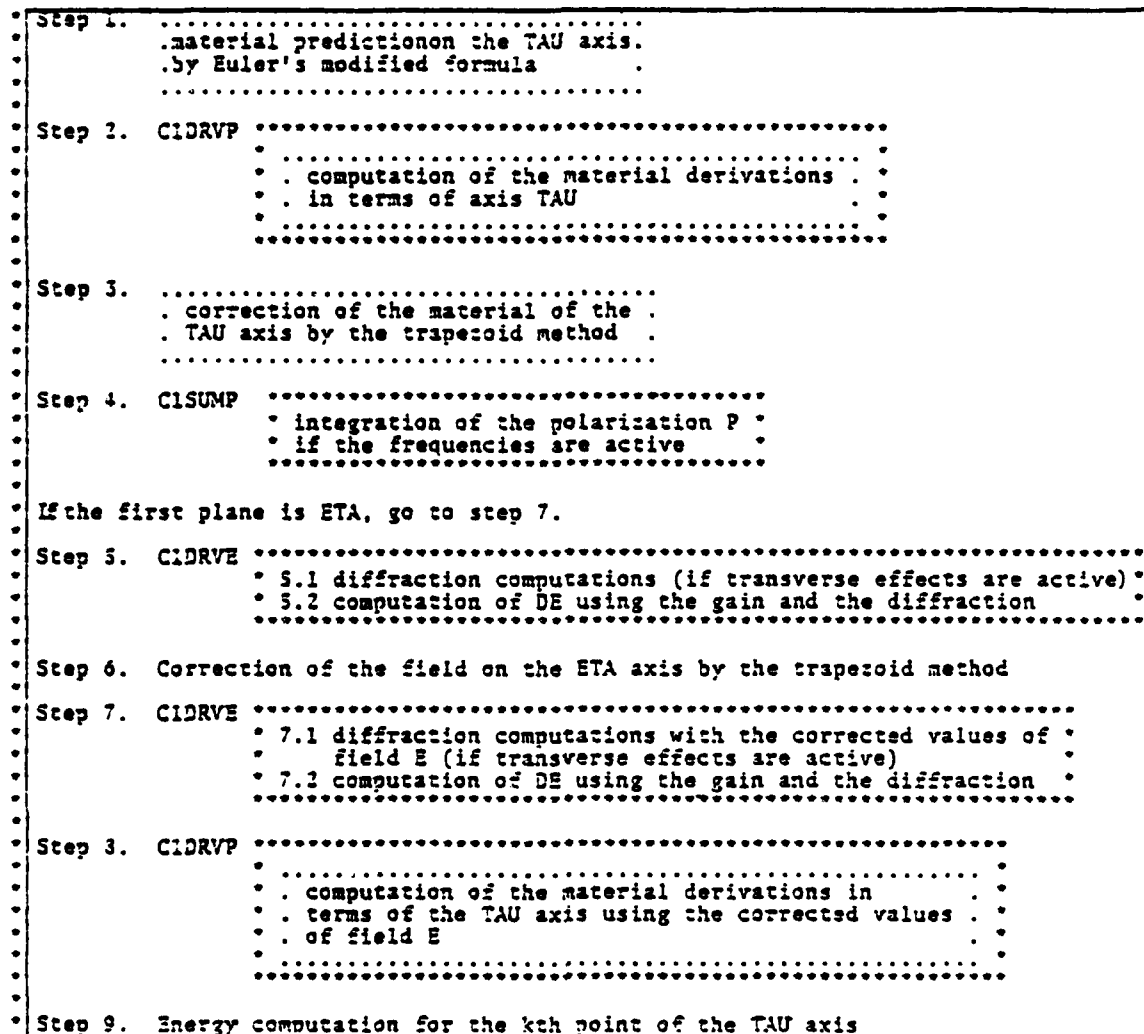 Step 1.
.material predictionon the TAU axis.
.by Euler's modified formula .
Step 2. C1DRVP
. computation of the material derivations .
. in terms of axis TAU .
Step 3.
. correction of the material of the .
. TAU axis by the trapezoid method .
Step 4. C1SUMP
* integration of the polarization P *
* if the frequencies are active *
If the first plane is ETA, go to step 7.
Step 5. C1DRVE
* 5.1 diffraction computations (if transverse effects are active) *
* 5.2 computation of DE using the gain and the diffraction *
Step 6. Correction of the field on the ETA axis by the trapezoid method
Step 7. C1DRVE
* 7.1 diffraction computations with the corrected values of *
* field E (if transverse effects are active) *
* 7.2 computation of DE using the gain and the diffraction *
Step 8. C1DRVP
. computation of the material derivations in .
. terms of the TAU axis using the corrected values .
. of field E .
Step 9. Energy computation for the kth point of the TAU axis